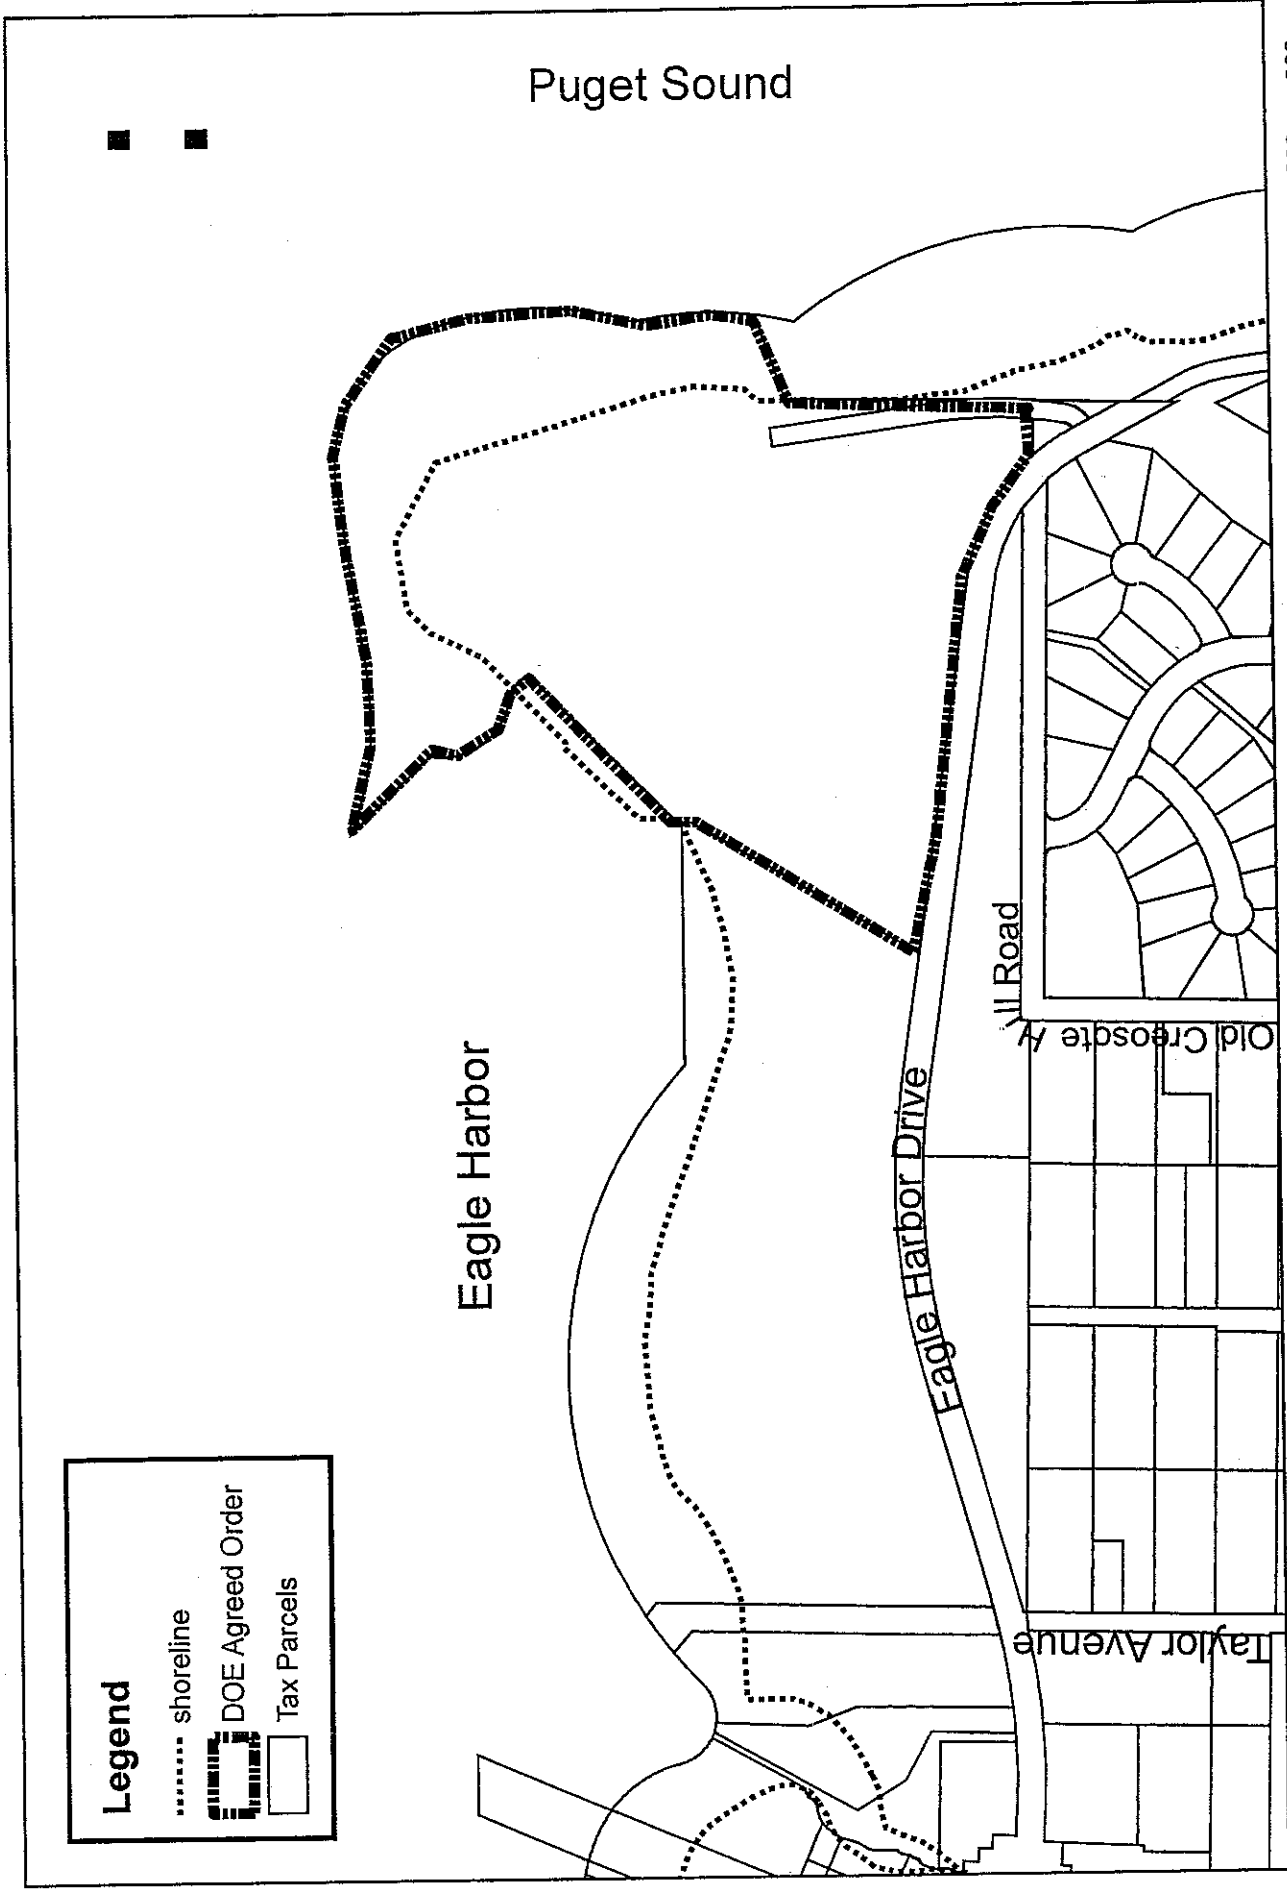 Puget Sound
Eagle Harbor
Eagle Harbor Drive
Old Creosote H
ill Road
Taylor Avenue
Legend
shoreline
DOE Agreed Order
Tax Parcels